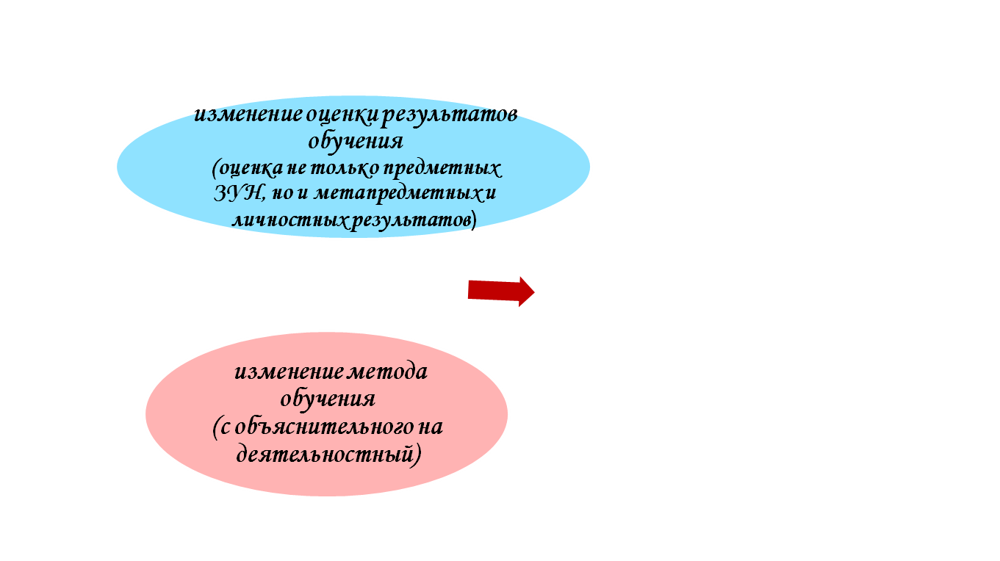 изменение оценки результатов
обучения
(оценка не только предметных
ЗУН, но и метапредметных и
личностных результатов)
изменение метода
обучения
(с объяснительного на
деятельностный)